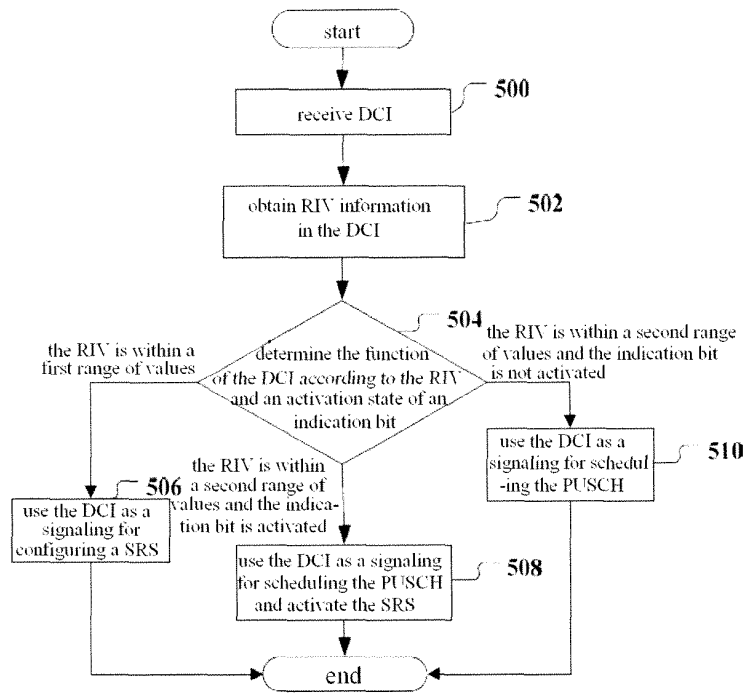 start
500
receive DCI
obtain RIV information
in the DCI
502
504
determine the function
of the DCI according to the RIV
and an activation state of an
indication bit
the RIV is within a
first range of values
the RIV is within a second range
of values and the indication bit
is not activated
the RIV is within
a second range of
values and the indica-
tion bit is activated
506
use the DCI as a
signaling for
configuring a SRS
use the DCI as a signaling
for scheduling the PUSCH
and activate the SRS
508
use the DCI as a
signaling for schedul
-ing the PUSCH
510
end